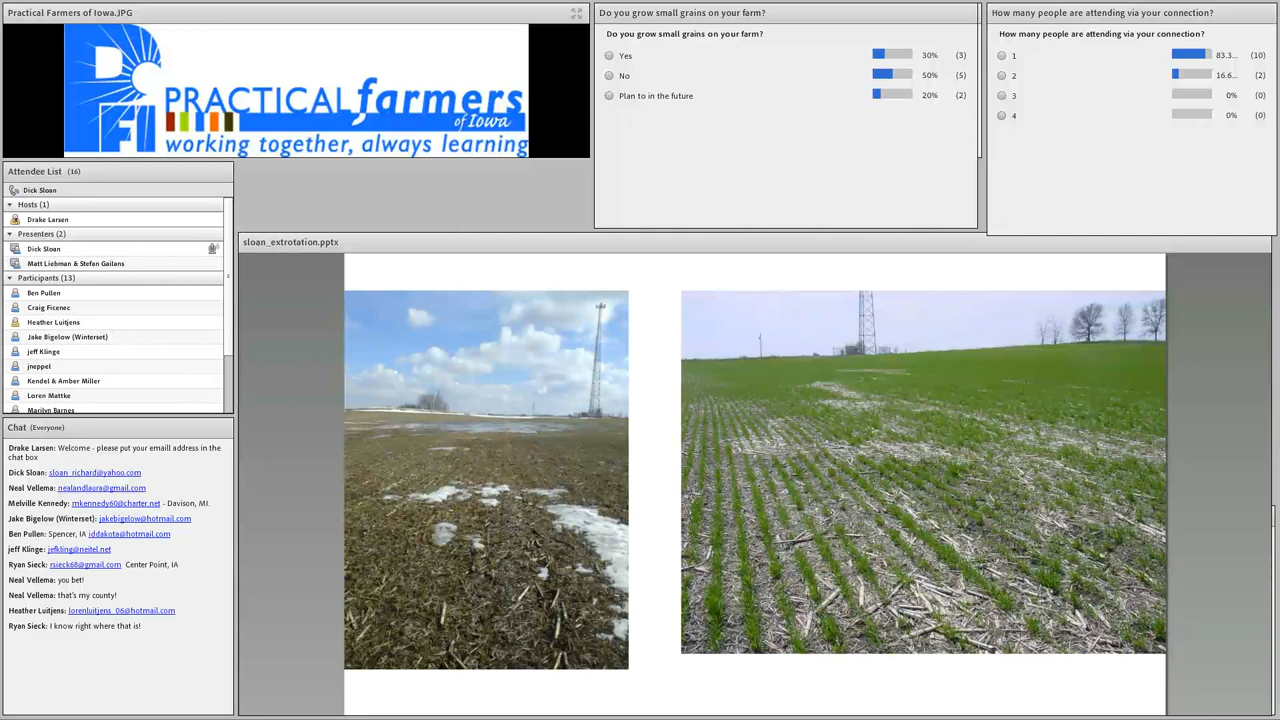 Practical Farmers of Iowa.JPG
PRACTICAL farmers
of Iowa
working together, always learning
PFI
Do you grow small grains on your farm?
Do you grow small grains on your farm?
Yes 30% (3)
No 50% (5)
Plan to in the future 20% (2)
How many people are attending via your connection?
How many people are attending via your connection?
1 83.3... (10)
2 16.6... (2)
3 0% (0)
4 0% (0)
Attendee List (16)
Dick Sloan
Hosts (1)
Drake Larsen
Presenters (2)
Dick Sloan
Matt Liebman & Stefan Gailans
Participants (13)
Ben Pullen
Craig Ficenec
Heather Luitjens
Jake Bigelow (Winterset)
jeff Klinge
jneppel
Kendel & Amber Miller
Loren Mattke
Marilyn Barnes
Chat (Everyone)
Drake Larsen: Welcome - please put your emaill address in the
chat box
Dick Sloan: sloan_richard@yahoo.com
Neal Vellema: nealandlaura@gmail.com
Melville Kennedy: mkennedy60@charter.net - Davison, MI.
Jake Bigelow (Winterset): jakebigelow@hotmail.com
Ben Pullen: Spencer, IA iddakota@hotmail.com
jeff Klinge: jefkling@neitel.net
Ryan Sieck: rsieck68@gmail.com Center Point, IA
Neal Vellema: you bet!
Neal Vellema: that's my county!
Heather Luitjens: lorenluitjens_06@hotmail.com
Ryan Sieck: I know right where that is!
sloan_extrotation.pptx